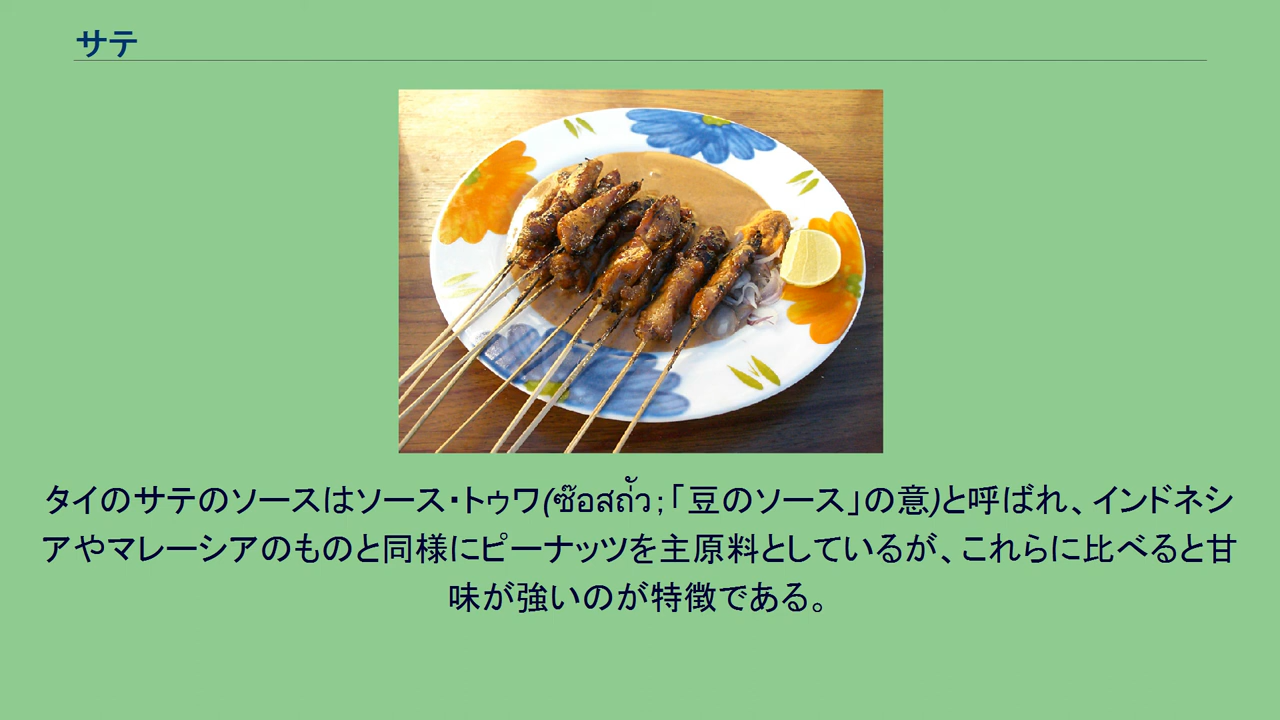 サテ
タイのサテのソースはソース・トゥワ(ซ๊อสถั่ว;「豆のソース」の意)と呼ばれ、インドネシ
アやマレーシアのものと同様にピーナッツを主原料としているが、これらに比べると甘
味が強いのが特徴である。